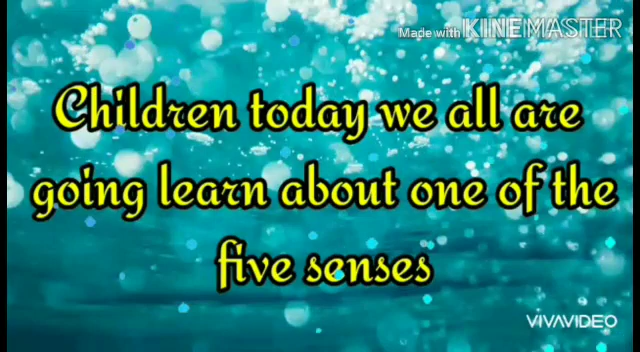 Made with KINEMASTER
Children today we all are
going learn about one of the
five senses
VIVAVIDEO